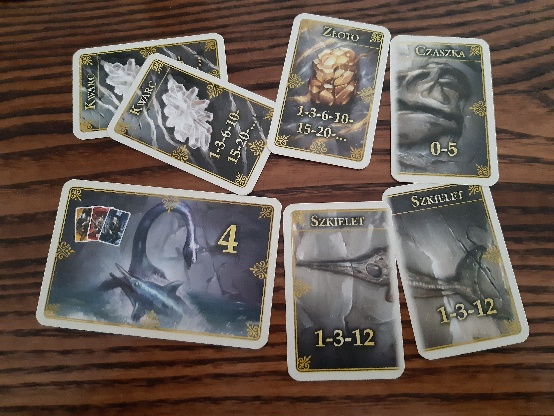 KWARC
KWARC
1-3-6-10-
15-20-...
ZŁOTO
1-3-6-10-
15-20-...
CZASZKA
0-5
4
SZKIELET
1-3-12
SZKIELET
1-3-12